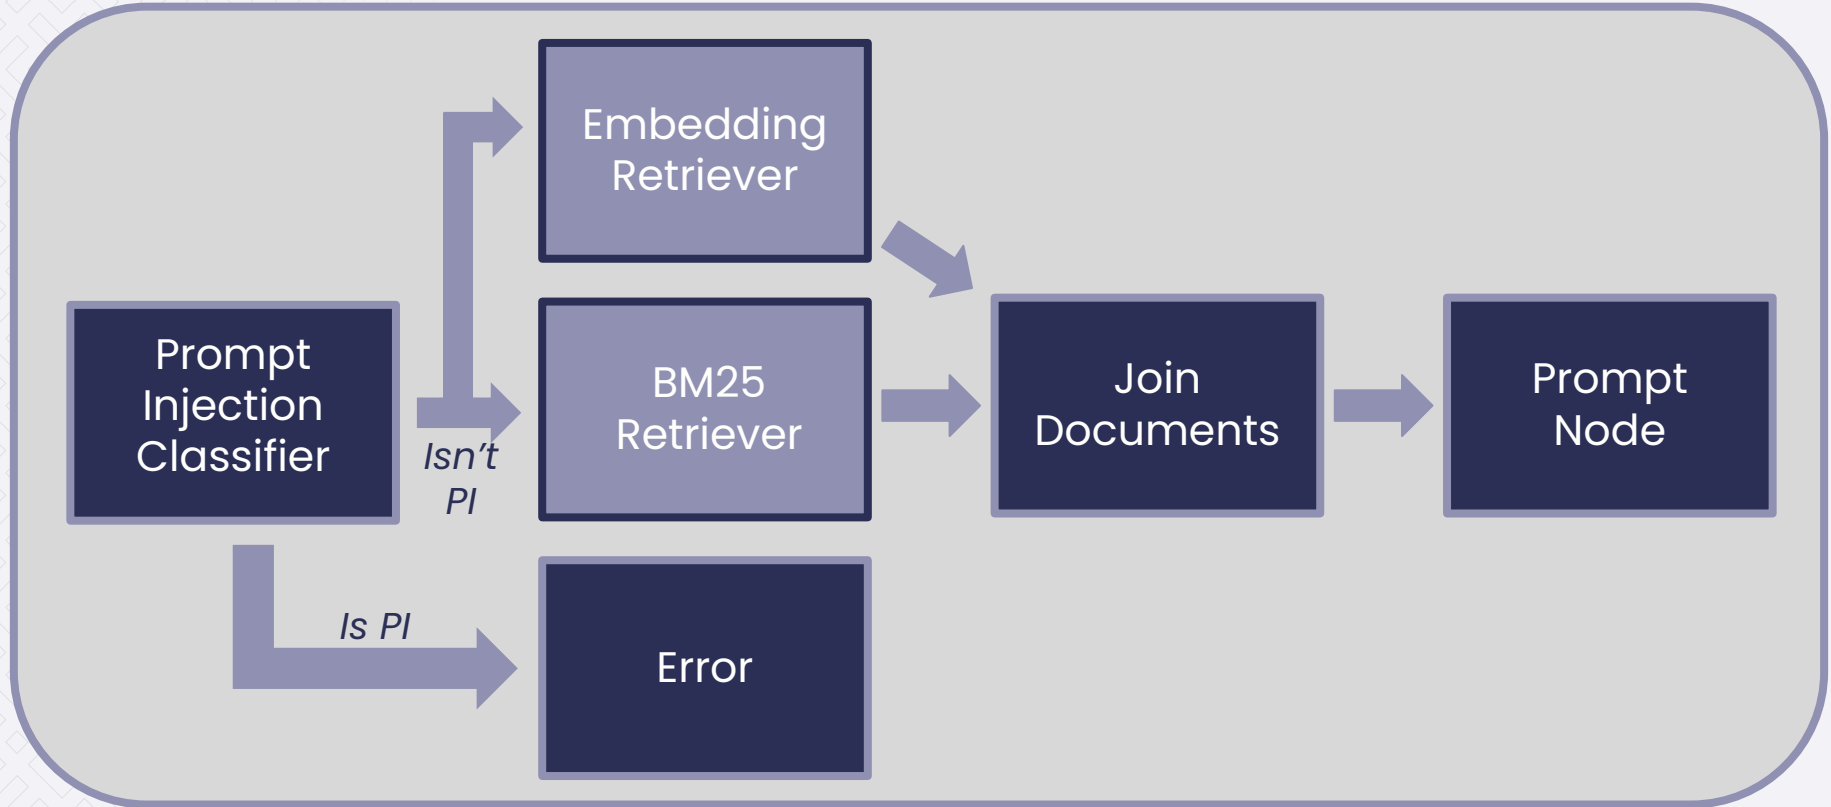 Embedding
Retriever
Prompt
Injection
Classifier
Isn't
PI
BM25
Retriever
Join
Documents
Prompt
Node
Is PI
Error